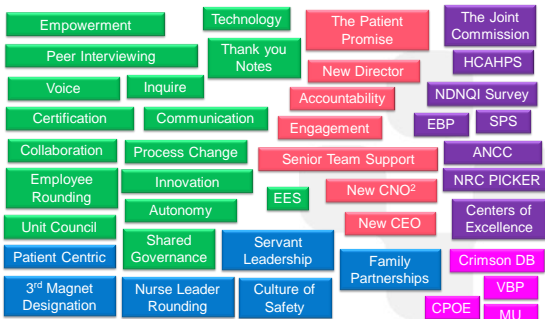 Empowerment
Technology
The Patient
Promise
The Joint
Commission
Peer Interviewing
Thank you
Notes
New Director
HCAHPS
Voice
Inquire
Accountability
NDNQI Survey
Certification
Communication
Engagement
EBP
SPS
Collaboration
Process Change
Senior Team Support
ANCC
Employee
Rounding
Innovation
EES
New CNO²
NRC PICKER
Autonomy
Unit Council
Shared
Governance
New CEO
Centers of
Excellence
Patient Centric
Servant
Leadership
Family
Partnerships
Crimson DB
3rd Magnet
Designation
Nurse Leader
Rounding
Culture of
Safety
VBP
CPOE
MU